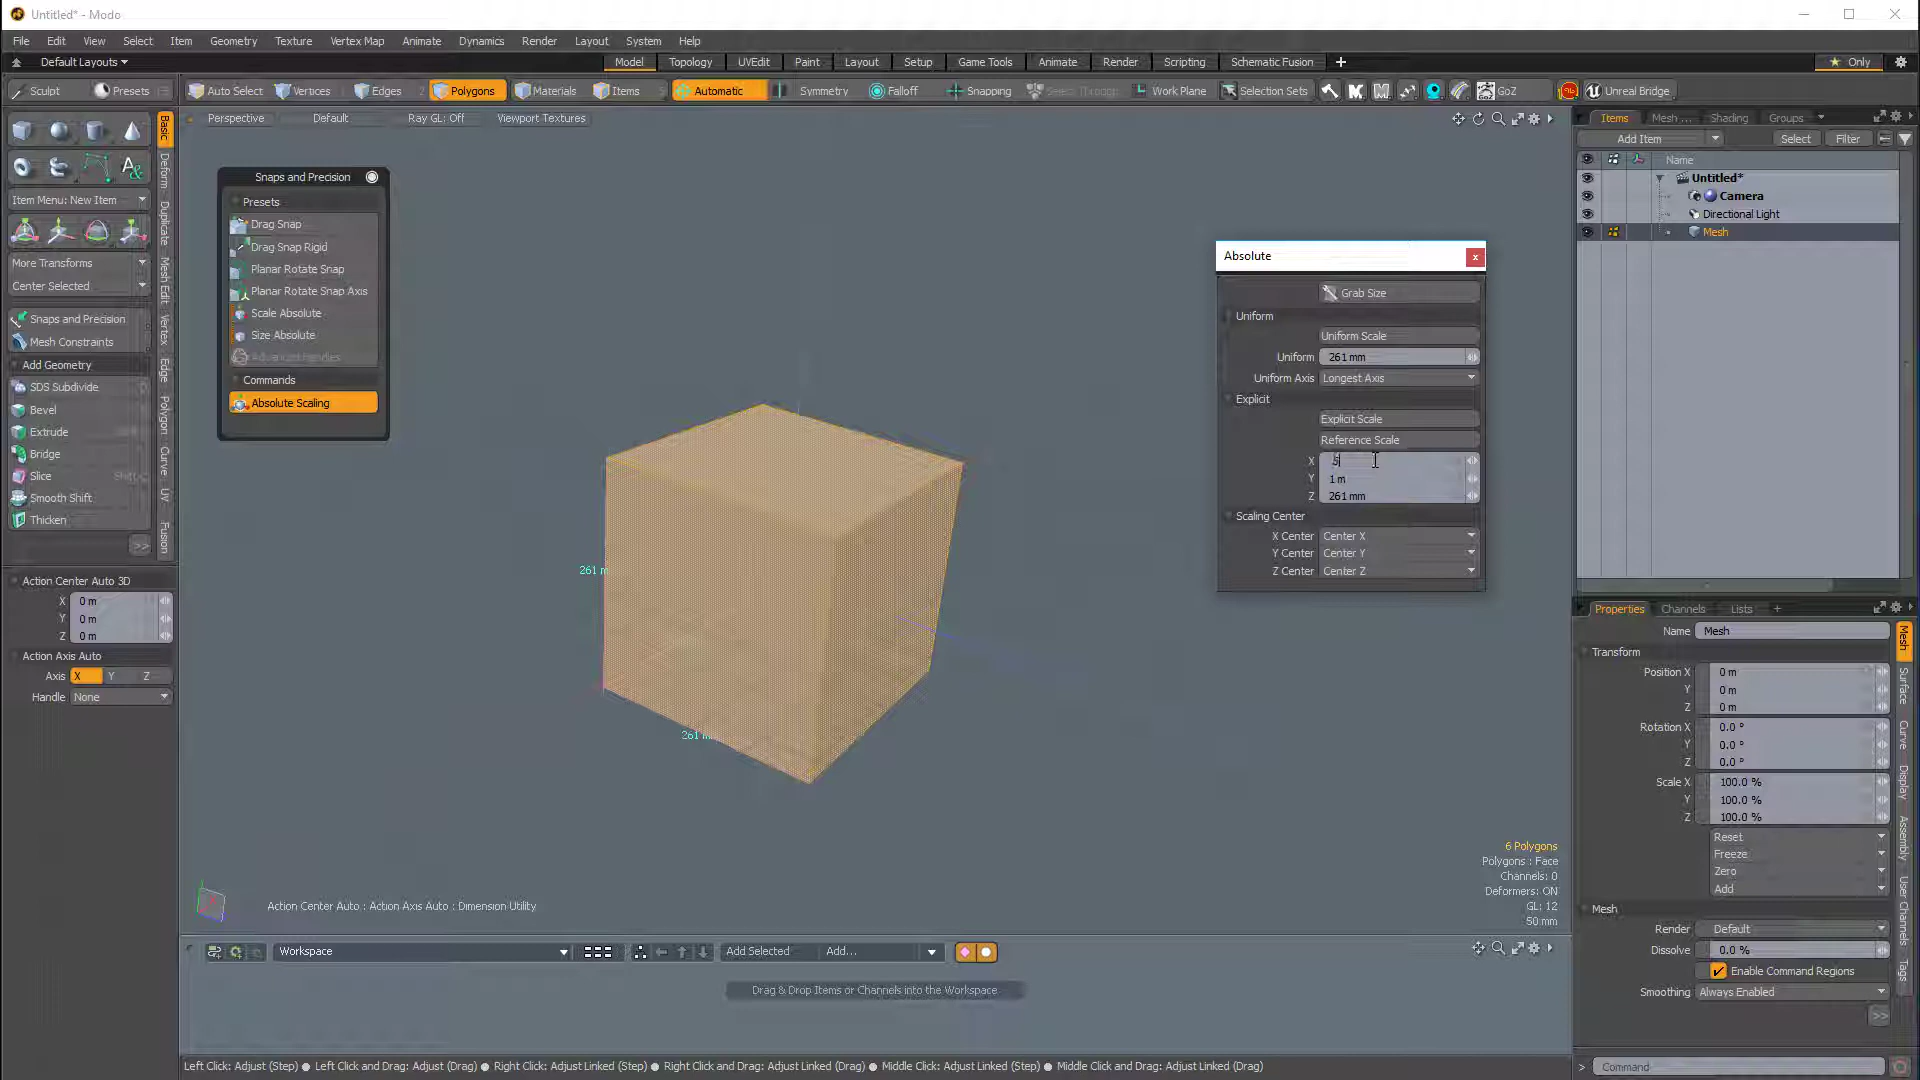 Untitled* - Modo
File Edit View Select Item Geometry Texture Vertex Map Animate Dynamics Render Layout System Help
Default Layouts Model Topology UVEdit Paint Layout Setup Game Tools Animate Render Scripting Schematic Fusion Only
Sculpt Presets Auto Select Vertices Edges 2 Polygons Materials Items 5 Automatic Symmetry Falloff Snapping Select Through Work Plane Selection Sets GoZ Unreal Bridge
Perspective Default Ray GL: Off Viewport Textures
Item Menu: New Item
More Transforms
Center Selected
Snaps and Precision
Mesh Constraints
Add Geometry
SDS Subdivide D
Bevel
Extrude
Bridge
Slice
Smooth Shift
Thicken
>>
Basic
Deform
Duplicate
Mesh Edit
Vertex
Edge
Polygon
Curve
UV
Fusion
Action Center Auto 3D
X 0 m
Y 0 m
Z 0 m
Action Axis Auto
Axis X Y Z
Handle None
Snaps and Precision
Presets
Drag Snap
Drag Snap Rigid
Planar Rotate Snap
Planar Rotate Snap Axis
Scale Absolute
Size Absolute
Advanced Handles
Commands
Absolute Scaling
261 m
261 m
Absolute
Grab Size
Uniform
Uniform Scale
Uniform 261 mm
Uniform Axis Longest Axis
Explicit
Explicit Scale
Reference Scale
X .5
Y 1 m
Z 261 mm
Scaling Center
X Center Center X
Y Center Center Y
Z Center Center Z
6 Polygons
Polygons : Face
Channels: 0
Deformers: ON
GL: 12
50 mm
Action Center Auto : Action Axis Auto : Dimension Utility
Workspace Add Selected Add...
Drag & Drop Items or Channels into the Workspace
Left Click: Adjust (Step) ● Left Click and Drag: Adjust (Drag) ● Right Click: Adjust Linked (Step) ● Right Click and Drag: Adjust Linked (Drag) ● Middle Click: Adjust Linked (Step) ● Middle Click and Drag: Adjust Linked (Drag)
Items Mesh ... Shading Groups
Add Item Select Filter
Name
Untitled*
Camera
Directional Light
Mesh
Properties Channels Lists +
Name Mesh
Transform
Position X 0 m
Y 0 m
Z 0 m
Rotation X 0.0 °
Y 0.0 °
Z 0.0 °
Scale X 100.0 %
Y 100.0 %
Z 100.0 %
Reset
Freeze
Zero
Add
Mesh
Render Default
Dissolve 0.0 %
Enable Command Regions
Smoothing Always Enabled
>>
Mesh
Surface
Curve
Display
Assembly
User Channels
Tags
> Command